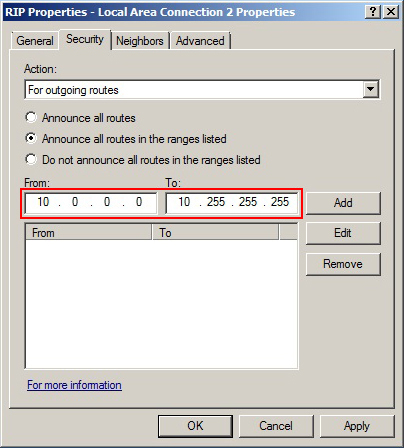 RIP Properties - Local Area Connection 2 Properties
General Security Neighbors Advanced
Action:
For outgoing routes
Announce all routes
Announce all routes in the ranges listed
Do not announce all routes in the ranges listed
From: To:
10 . 0 . 0 . 0 10 . 255 . 255 . 255 Add
Edit
From To
Remove
For more information
OK Cancel Apply